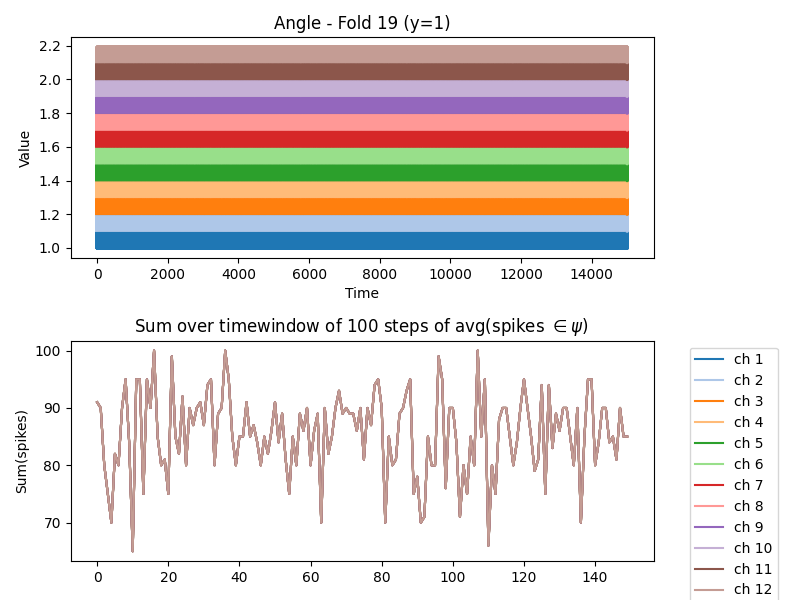 Angle - Fold 19 (y=1)
Value
2.2
2.0
1.8
1.6
1.4
1.2
1.0
0 2000 4000 6000 8000 10000 12000 14000
Time
Sum over timewindow of 100 steps of avg(spikes ∈ ψ)
Sum(spikes)
100
90
80
70
0 20 40 60 80 100 120 140
ch 1
ch 2
ch 3
ch 4
ch 5
ch 6
ch 7
ch 8
ch 9
ch 10
ch 11
ch 12